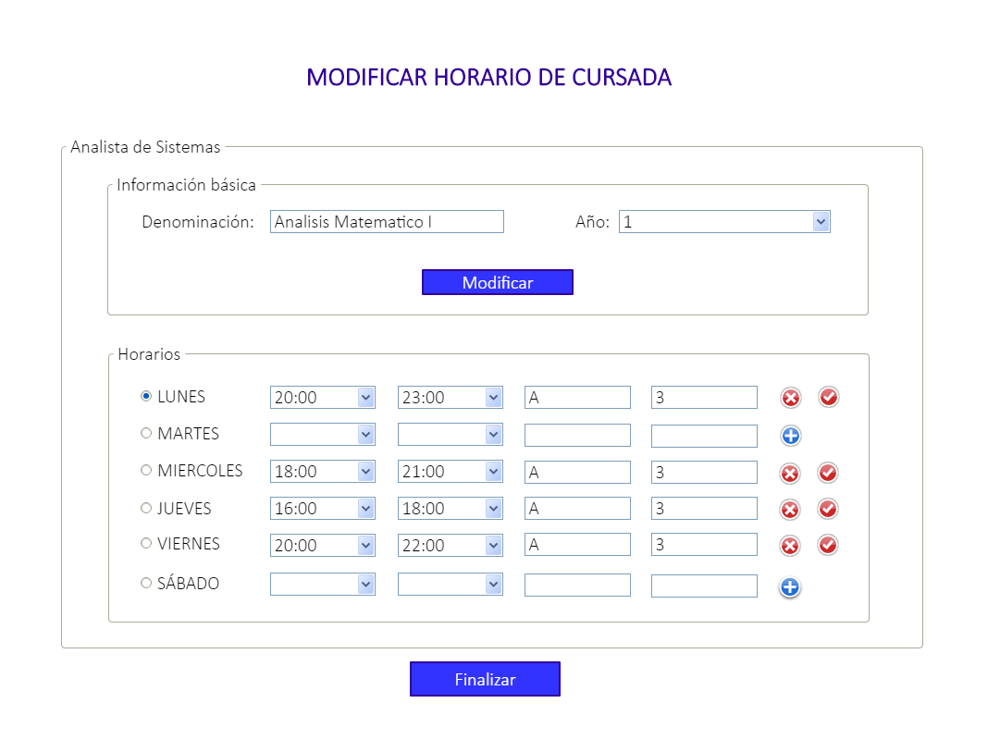 MODIFICAR HORARIO DE CURSADA
Analista de Sistemas
Información básica
Denominación: Analisis Matematico I Año: 1
Modificar
Horarios
LUNES 20:00 23:00 A 3
MARTES
MIERCOLES 18:00 21:00 A 3
JUEVES 16:00 18:00 A 3
VIERNES 20:00 22:00 A 3
SÁBADO
Finalizar